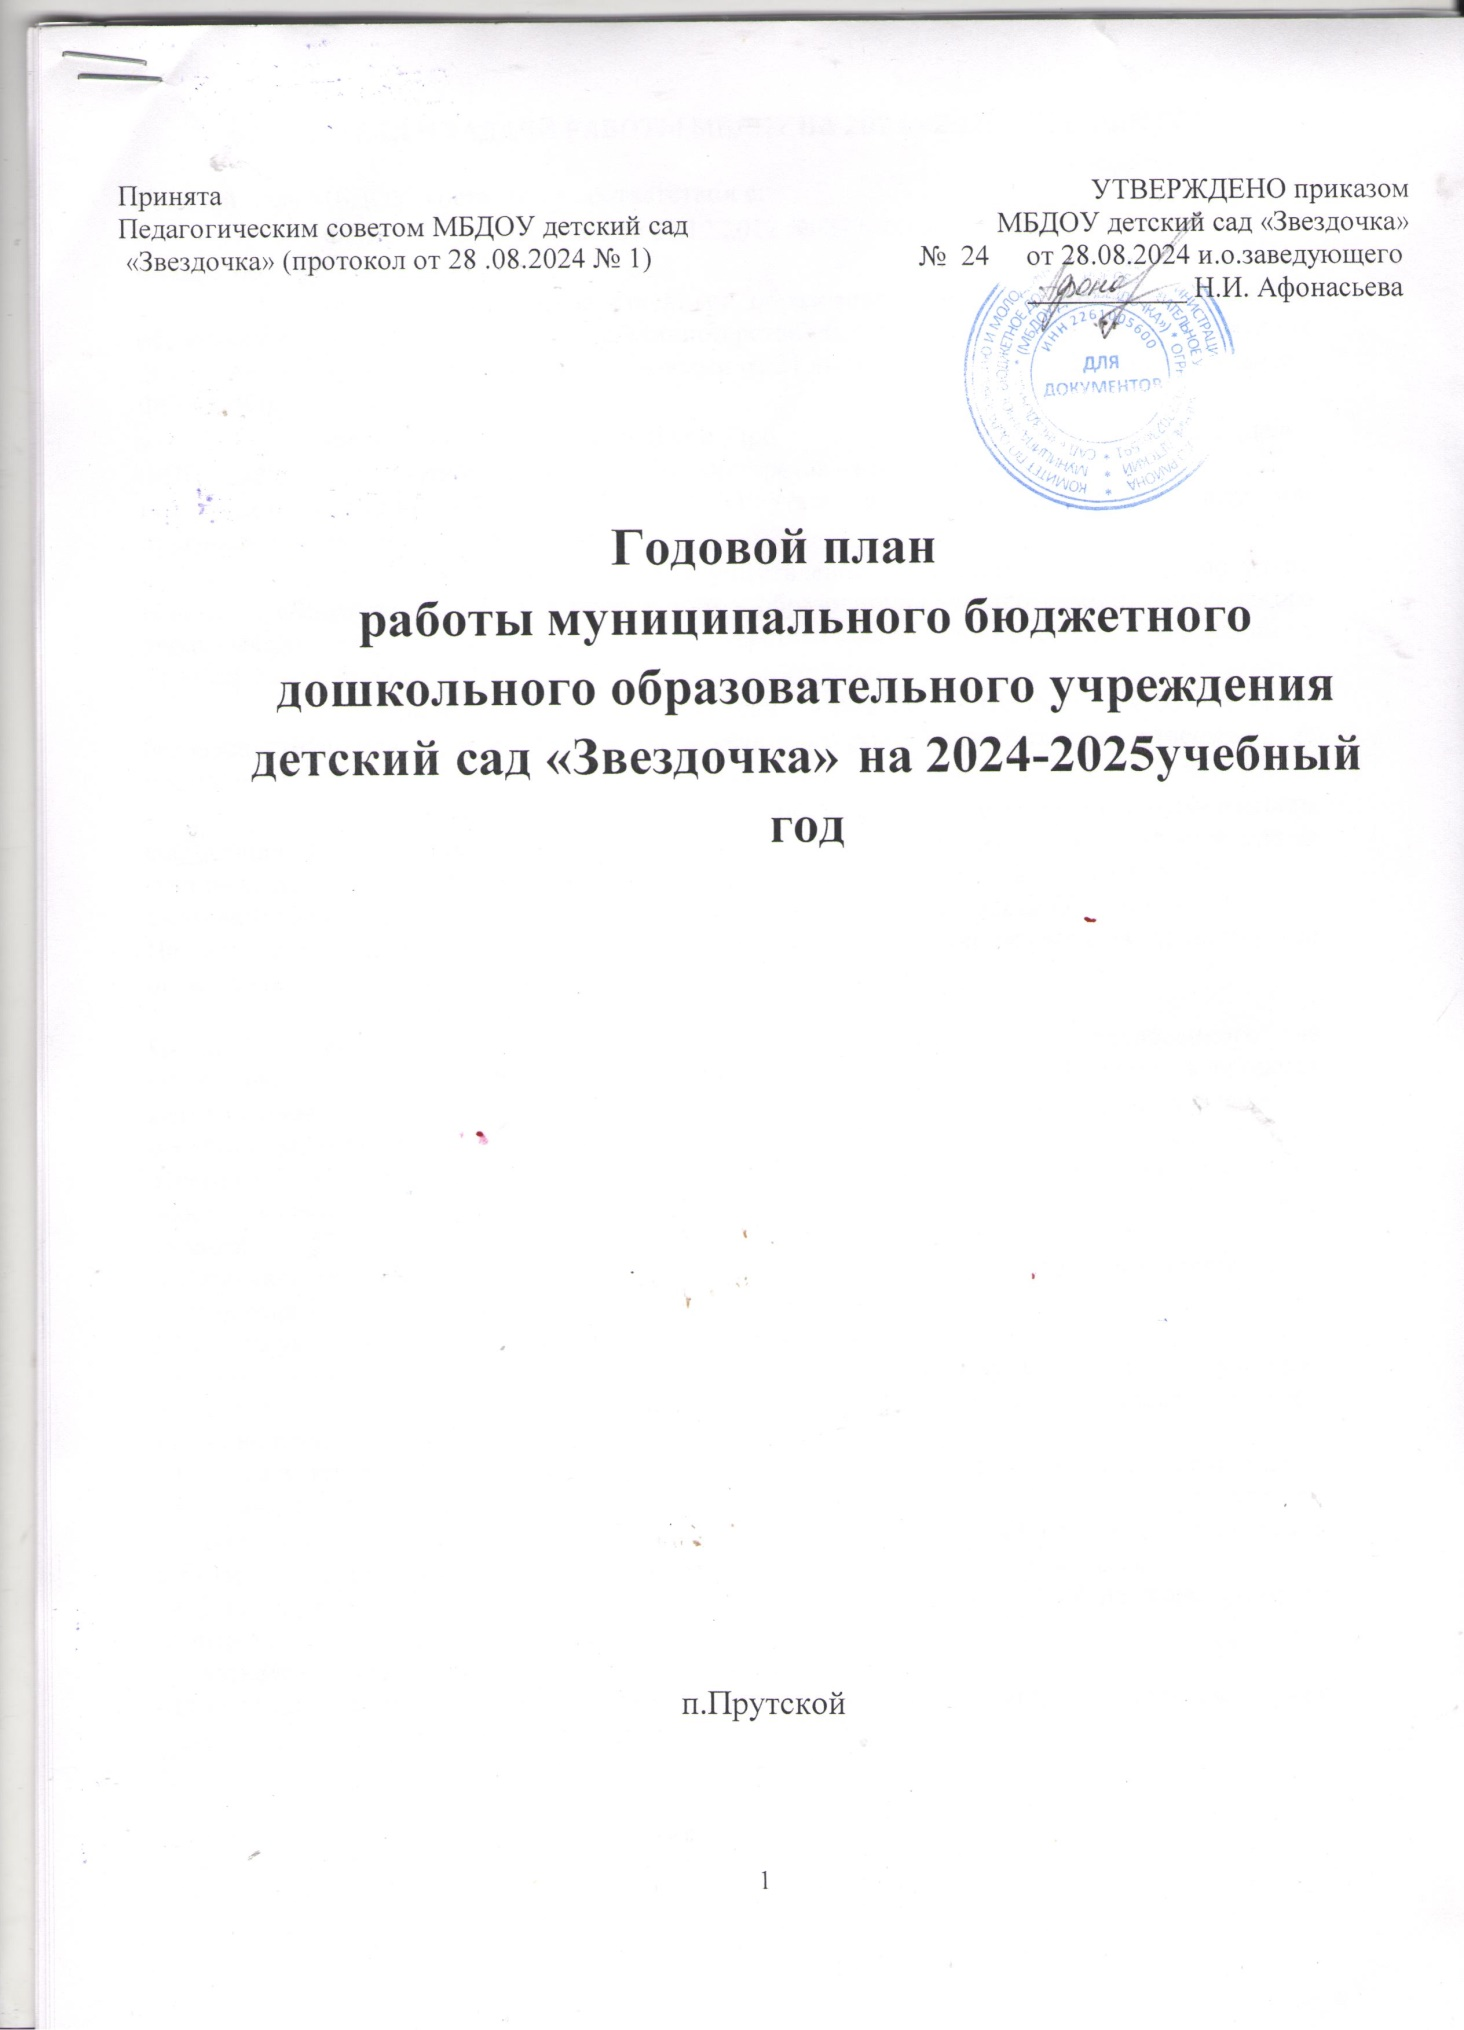 Принята
Педагогическим советом МБДОУ детский сад
«Звездочка» (протокол от 28 .08.2024 № 1)
УТВЕРЖДЕНО приказом
МБДОУ детский сад «Звездочка»
№ 24 от 28.08.2024 и.о.заведующего
Н.И. Афонасьева
ИНН 2261005600
ДЛЯ
ДОКУМЕНТОВ
Годовой план
работы муниципального бюджетного
дошкольного образовательного учреждения
детский сад «Звездочка» на 2024-2025учебный
год
п.Прутской
1